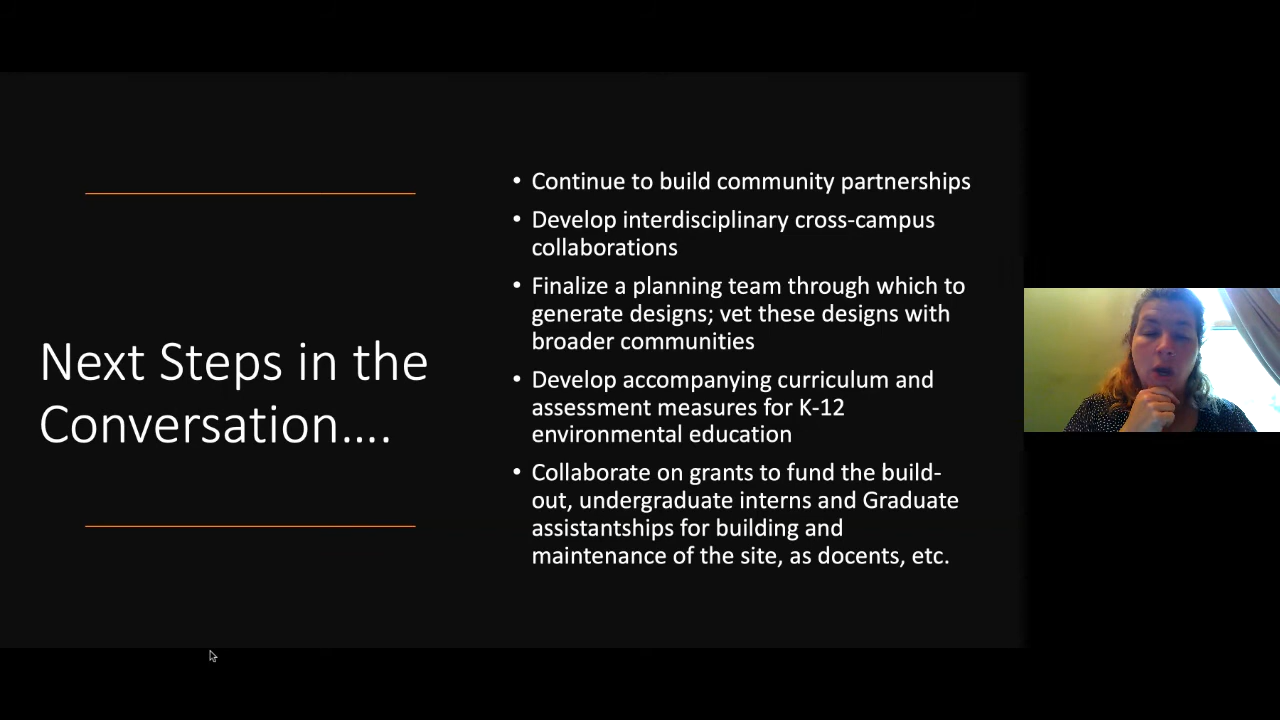 Next Steps in the
Conversation....
• Continue to build community partnerships
• Develop interdisciplinary cross-campus
collaborations
• Finalize a planning team through which to
generate designs; vet these designs with
broader communities
• Develop accompanying curriculum and
assessment measures for K-12
environmental education
• Collaborate on grants to fund the build-
out, undergraduate interns and Graduate
assistantships for building and
maintenance of the site, as docents, etc.